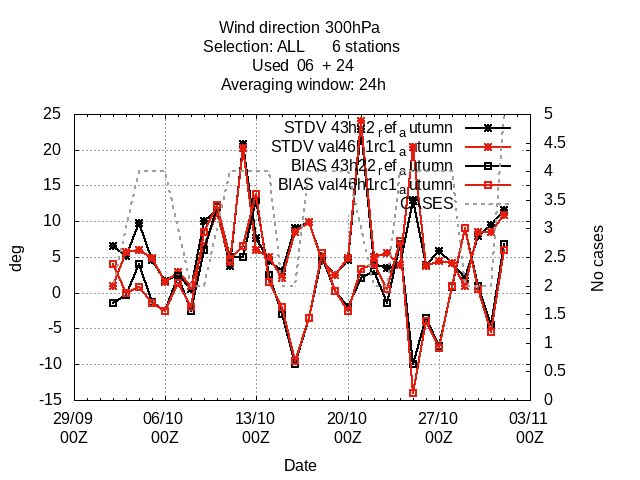 Wind direction 300hPa
Selection: ALL 6 stations
Used 06 + 24
Averaging window: 24h
STDV 43h22ref_autumn
STDV val46h1rc1_autumn
BIAS 43h22ref_autumn
BIAS val46h1rc1_autumn
CASES
deg
25
20
15
10
5
0
-5
-10
-15
No cases
5
4.5
4
3.5
3
2.5
2
1.5
1
0.5
0
29/09 06/10 13/10 20/10 27/10 03/11
00Z 00Z 00Z 00Z 00Z 00Z
Date